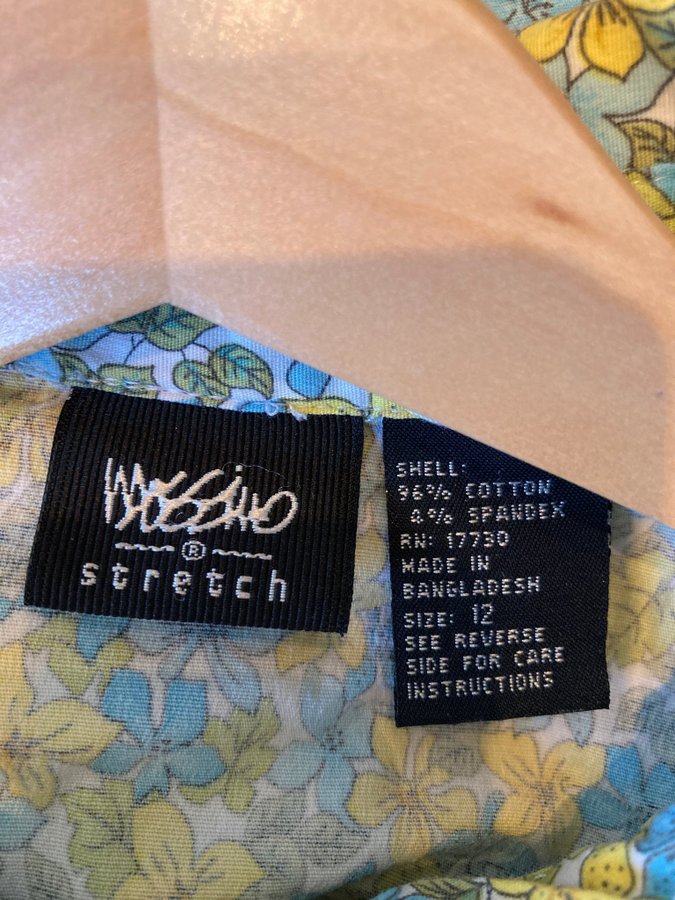 mossimo
®
stretch
SHELL:
96% COTTON
4% SPANDEX
RN: 17730
MADE IN
BANGLADESH
SIZE: 12
SEE REVERSE
SIDE FOR CARE
INSTRUCTIONS